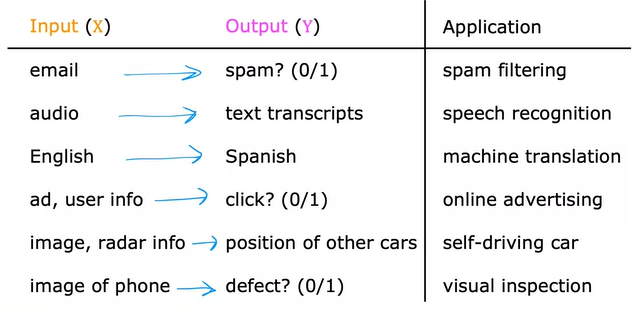 Input (X) Output (Y) Application
email spam? (0/1) spam filtering
audio text transcripts speech recognition
English Spanish machine translation
ad, user info click? (0/1) online advertising
image, radar info position of other cars self-driving car
image of phone defect? (0/1) visual inspection